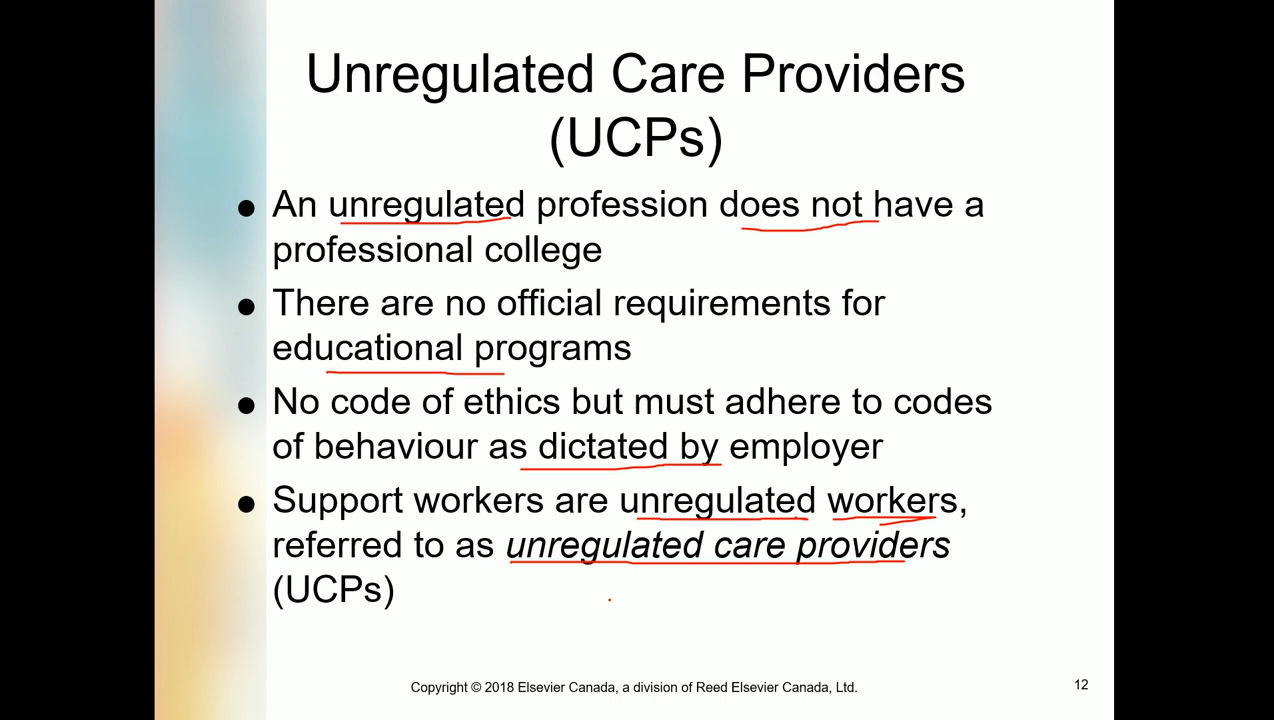 Unregulated Care Providers
(UCPs)
● An unregulated profession does not have a
professional college
● There are no official requirements for
educational programs
● No code of ethics but must adhere to codes
of behaviour as dictated by employer
● Support workers are unregulated workers,
referred to as unregulated care providers
(UCPs)
Copyright © 2018 Elsevier Canada, a division of Reed Elsevier Canada, Ltd.
12